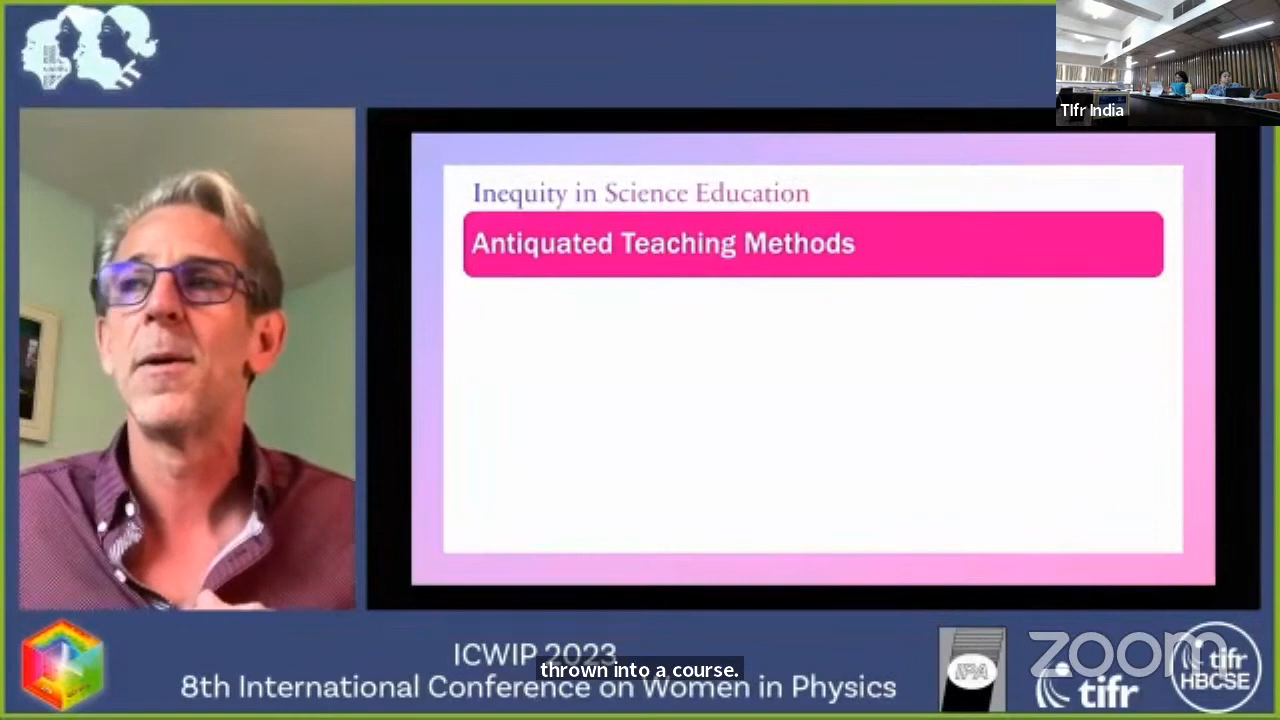 TIfr India
Inequity in Science Education
Antiquated Teaching Methods
ICWIP 2023
thrown into a course.
8th International Conference on Women in Physics
IPA
zoom
tifr
tifr
HBCSE